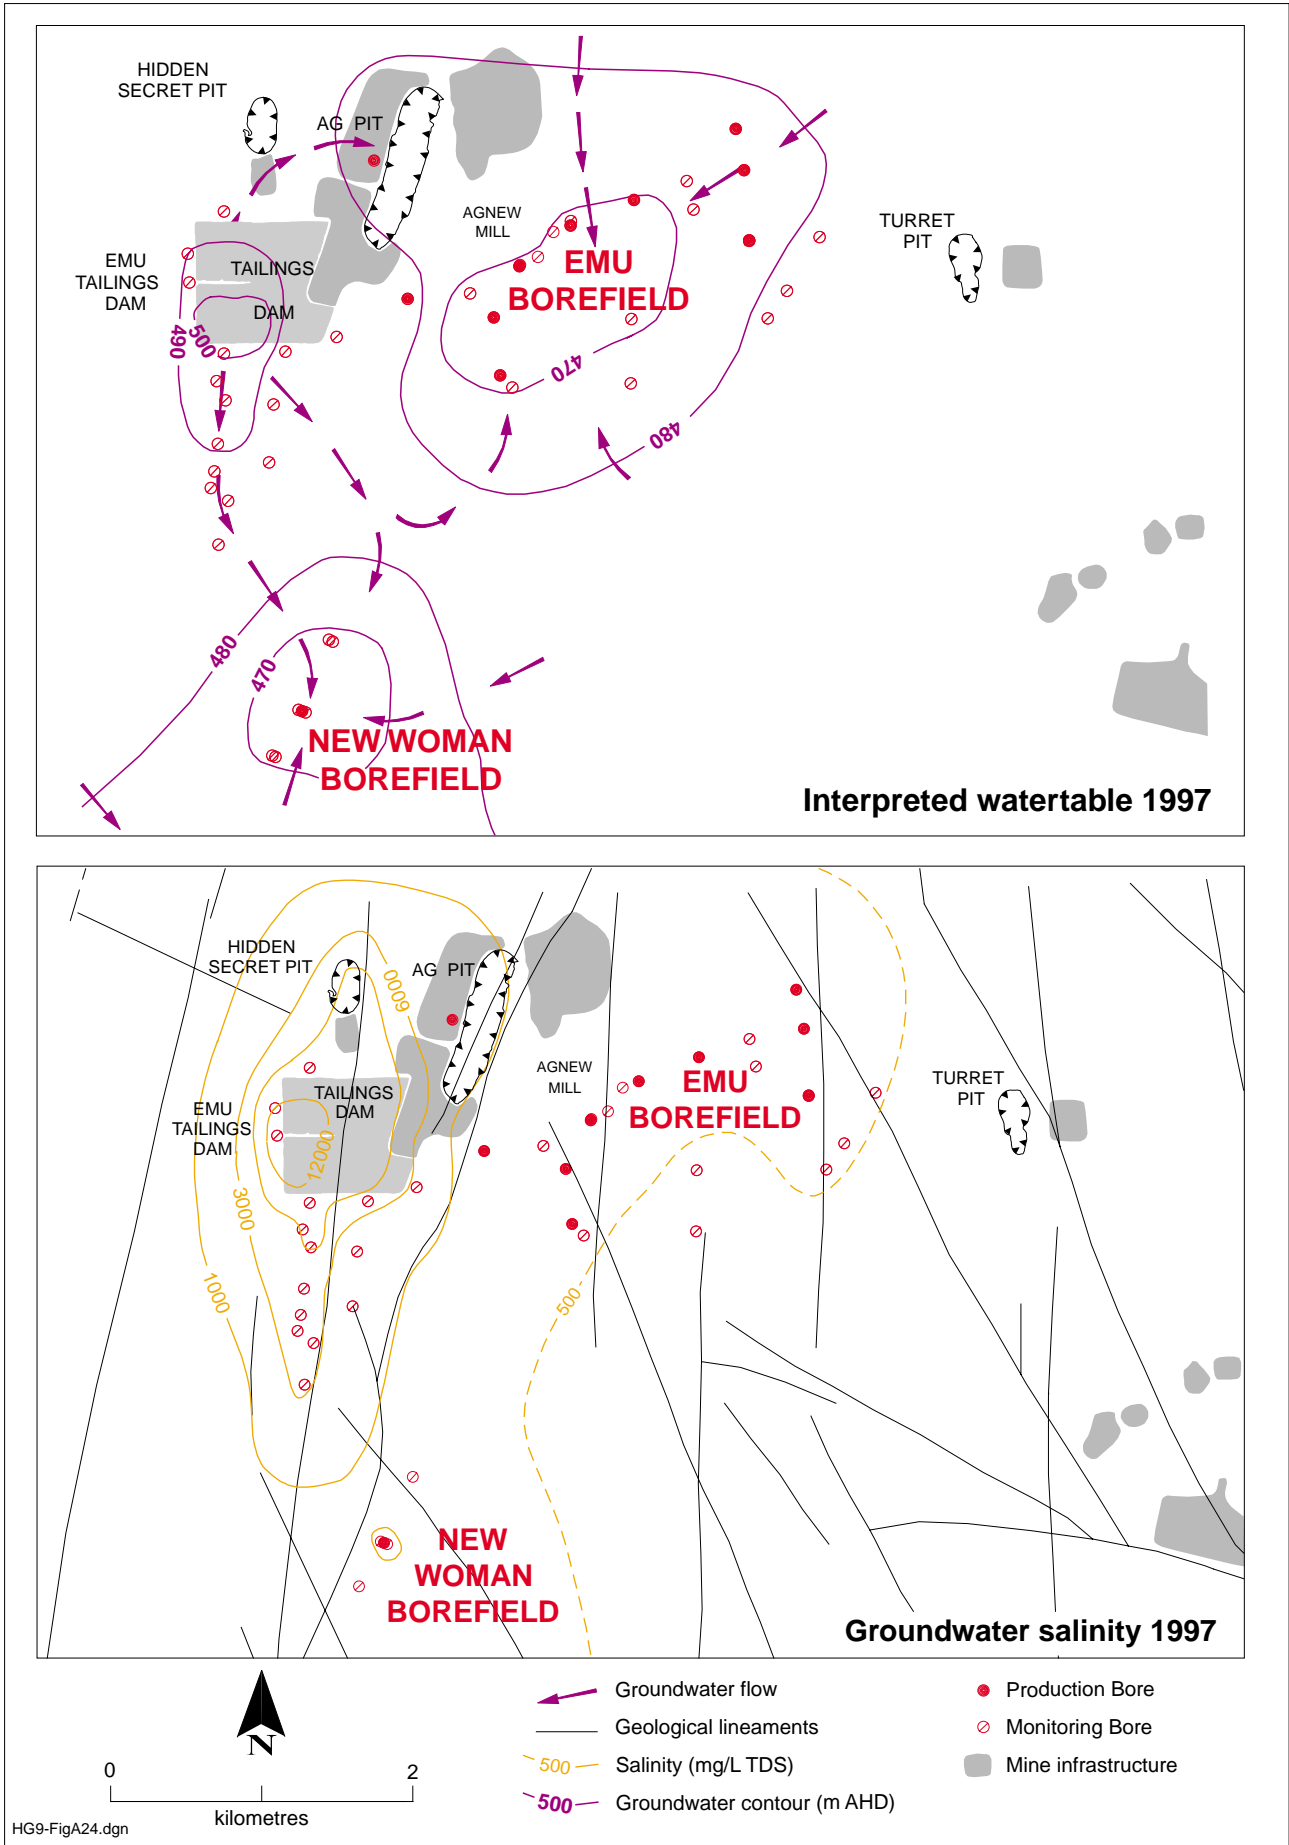 HIDDEN
SECRET PIT
AG PIT
AGNEW
MILL
TURRET
PIT
EMU
TAILINGS
DAM
TAILINGS
DAM
EMU
BOREFIELD
490
500
470
480
480
470
NEW WOMAN
BOREFIELD
Interpreted watertable 1997
HIDDEN
SECRET PIT
AG PIT
6000
AGNEW
MILL
EMU
BOREFIELD
TURRET
PIT
EMU
TAILINGS
DAM
TAILINGS
DAM
12000
3000
1000
500
NEW
WOMAN
BOREFIELD
Groundwater salinity 1997
N
0 2
kilometres
Groundwater flow
Geological lineaments
500 Salinity (mg/L TDS)
500 Groundwater contour (m AHD)
Production Bore
Monitoring Bore
Mine infrastructure
HG9-FigA24.dgn